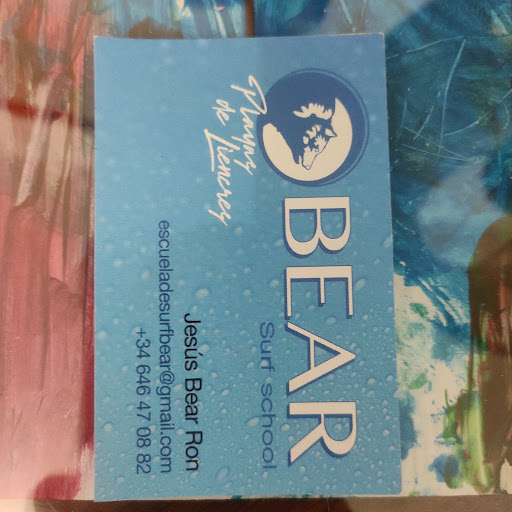 BEAR
Surf school
Playas
de Liencres
Jesús Bear Ron
escueladesurfbear@gmail.com
+34 646 47 08 82